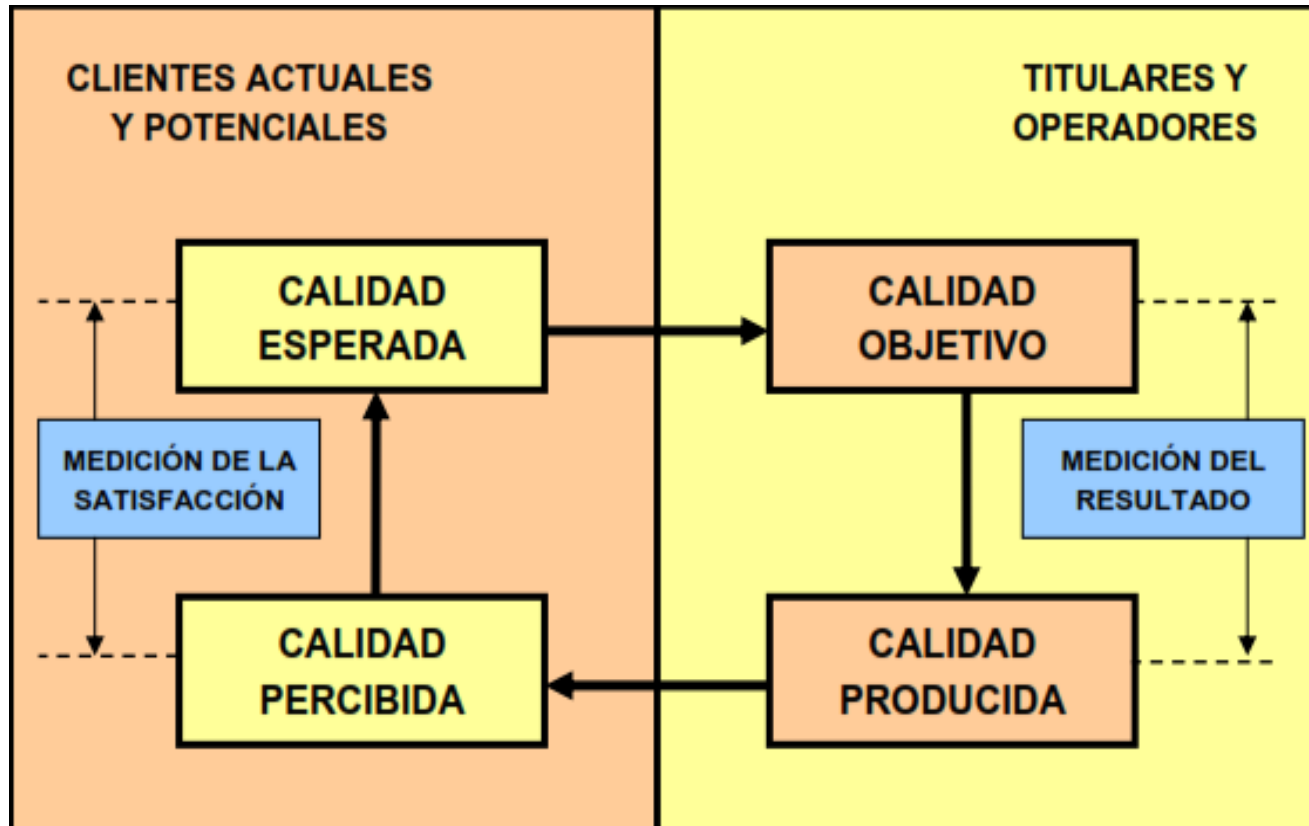 CLIENTES ACTUALES
Y POTENCIALES
TITULARES Y
OPERADORES
CALIDAD
ESPERADA
CALIDAD
OBJETIVO
MEDICIÓN DE LA
SATISFACCIÓN
MEDICIÓN DEL
RESULTADO
CALIDAD
PERCIBIDA
CALIDAD
PRODUCIDA